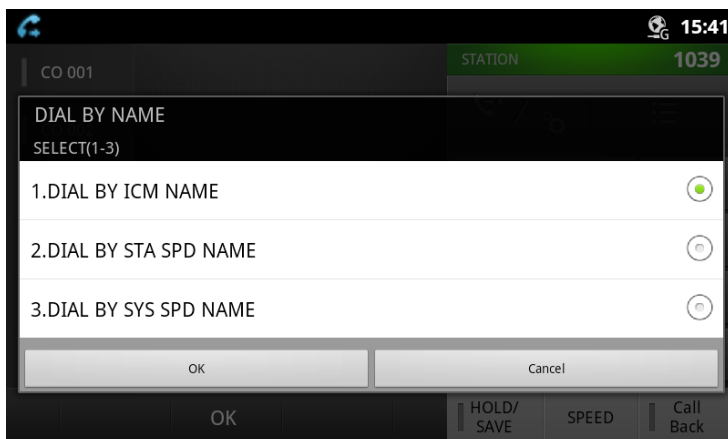 15:41
CO 001
STATION
1039
DIAL BY NAME
SELECT(1-3)
1.DIAL BY ICM NAME
2.DIAL BY STA SPD NAME
3.DIAL BY SYS SPD NAME
OK
Cancel
OK
HOLD/
SAVE
SPEED
Call
Back